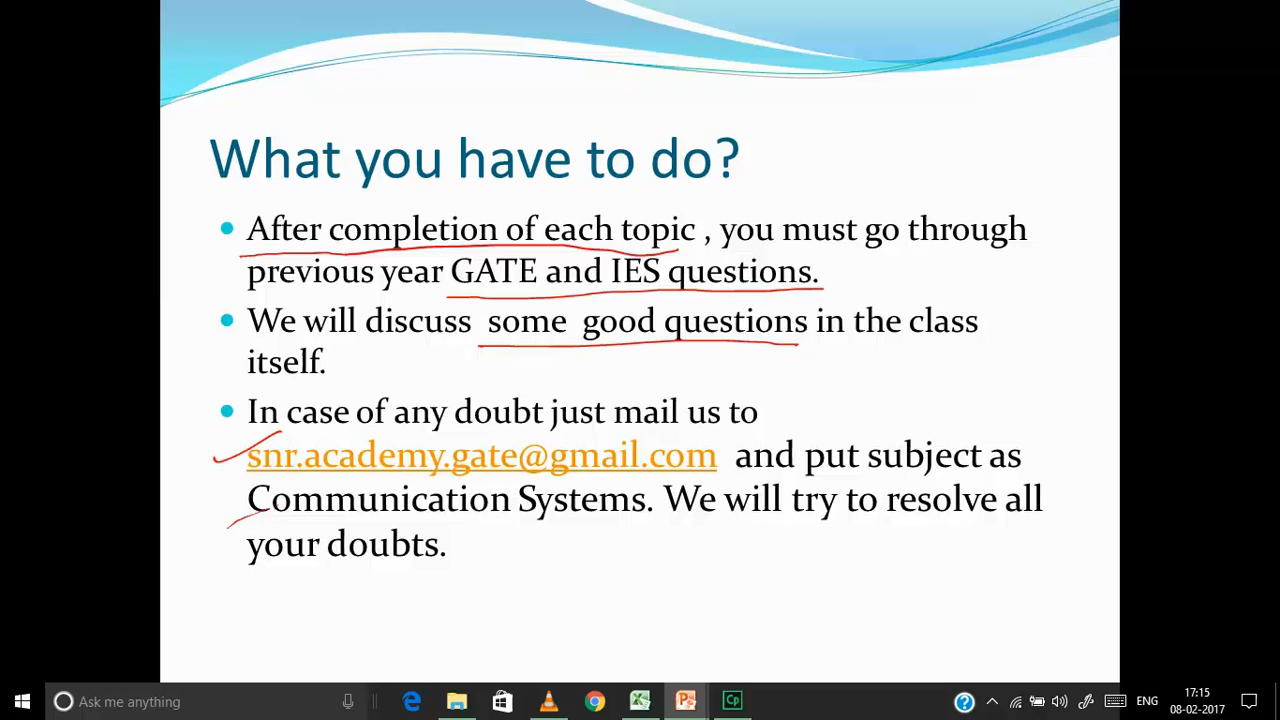 What you have to do?
After completion of each topic , you must go through
previous year GATE and IES questions.
We will discuss some good questions in the class
itself.
In case of any doubt just mail us to
snr.academy.gate@gmail.com and put subject as
Communication Systems. We will try to resolve all
your doubts.
Ask me anything
ENG
17:15
08-02-2017